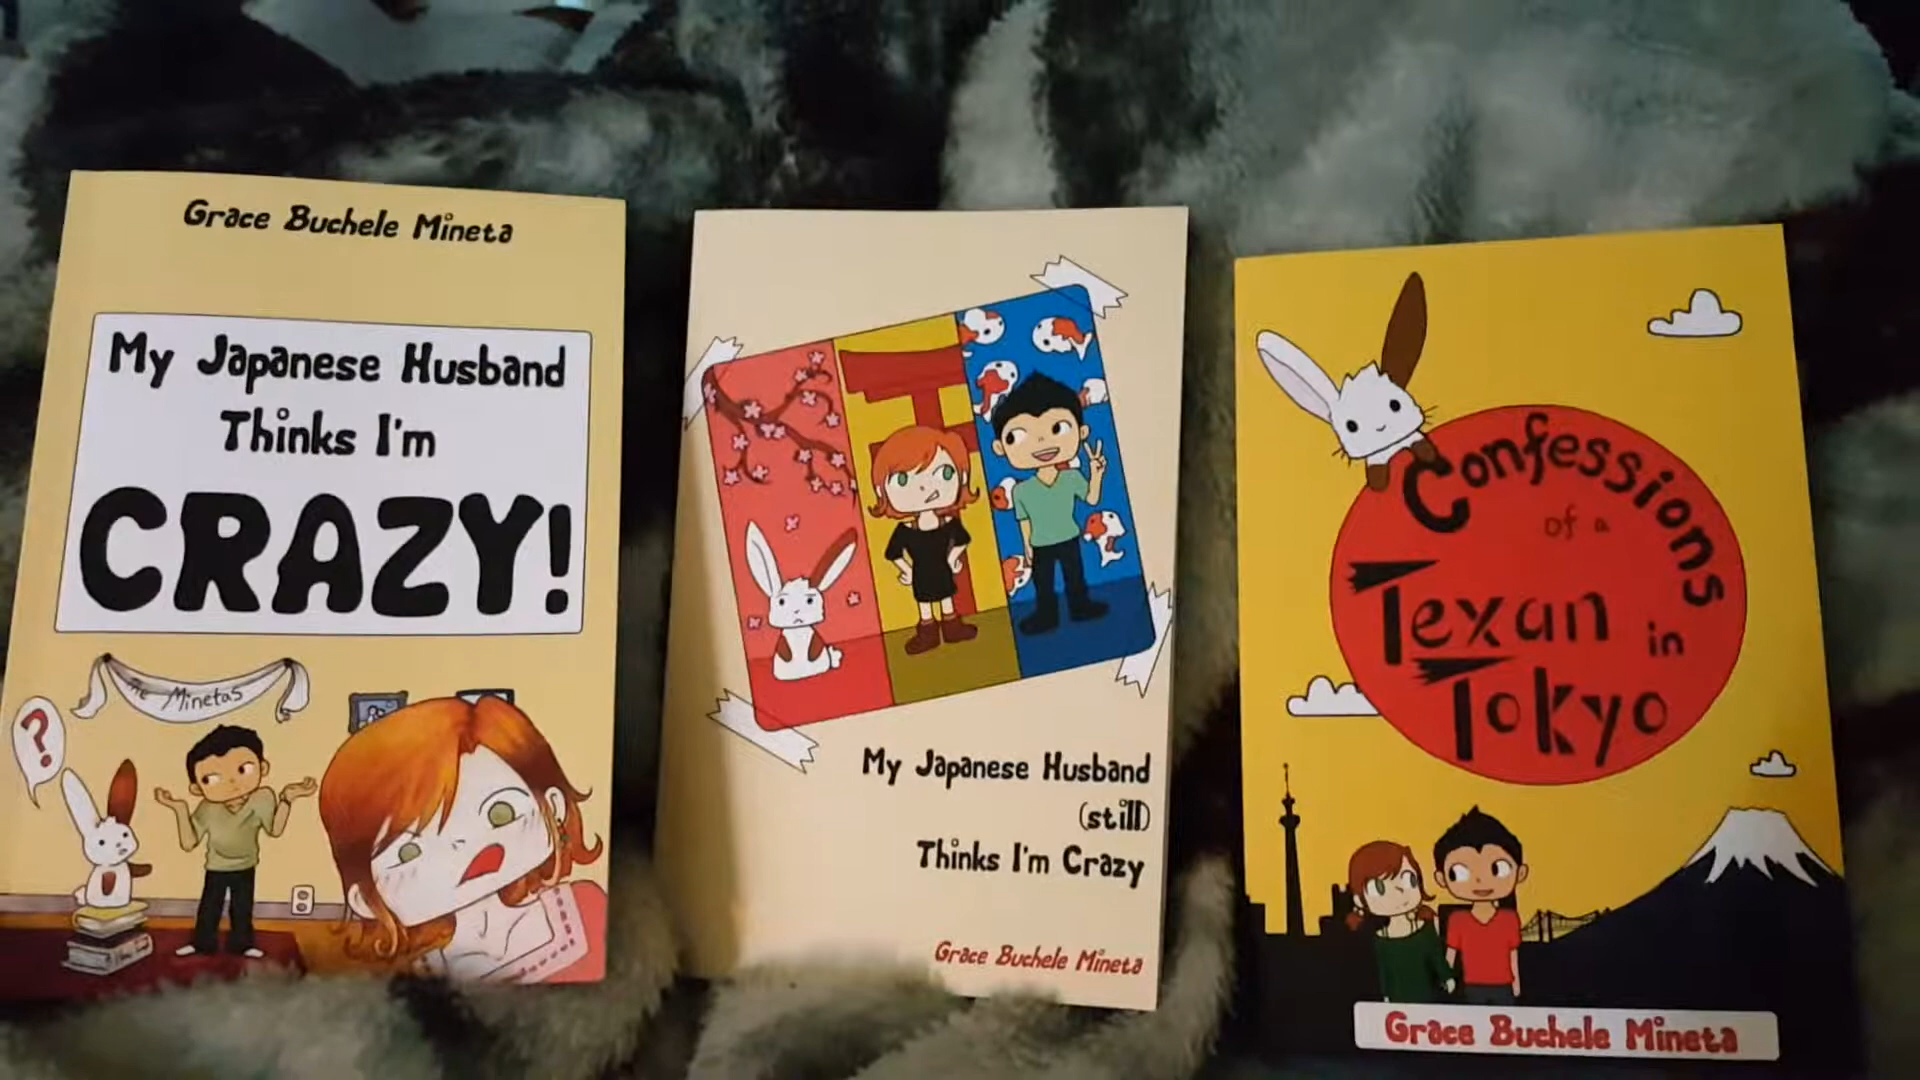 Grace Buchele Mineta
My Japanese Husband
Thinks I'm
CRAZY!
The Minetas
?
My Japanese Husband
(still)
Thinks I'm Crazy
Grace Buchele Mineta
Confessions
of a
Texan
in
Tokyo
Grace Buchele Mineta